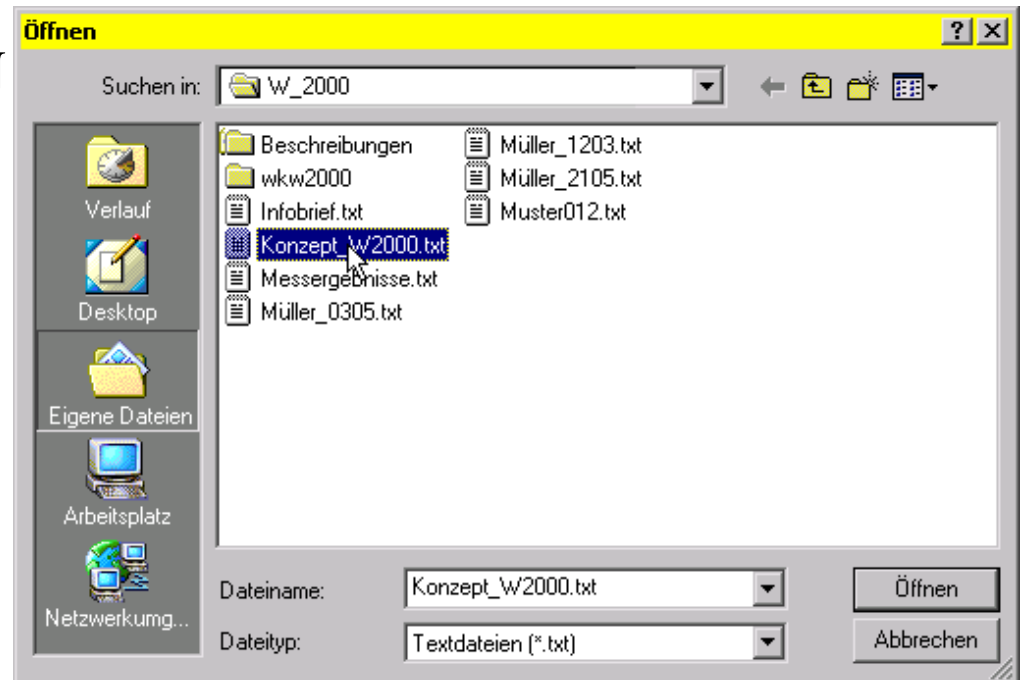 Öffnen
Suchen in: W_2000
Verlauf
Desktop
Eigene Dateien
Arbeitsplatz
Netzwerkumg...
Beschreibungen
wkw2000
Infobrief.txt
Konzept_W2000.txt
Messergebnisse.txt
Müller_0305.txt
Müller_1203.txt
Müller_2105.txt
Muster012.txt
Dateiname: Konzept_W2000.txt
Öffnen
Dateityp: Textdateien (*.txt)
Abbrechen